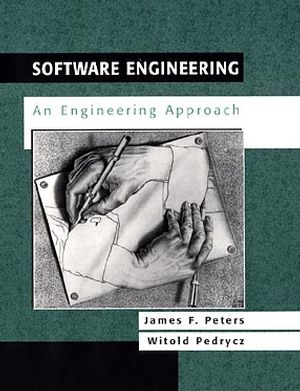 SOFTWARE ENGINEERING
An Engineering Approach
James F. Peters
Witold Pedrycz